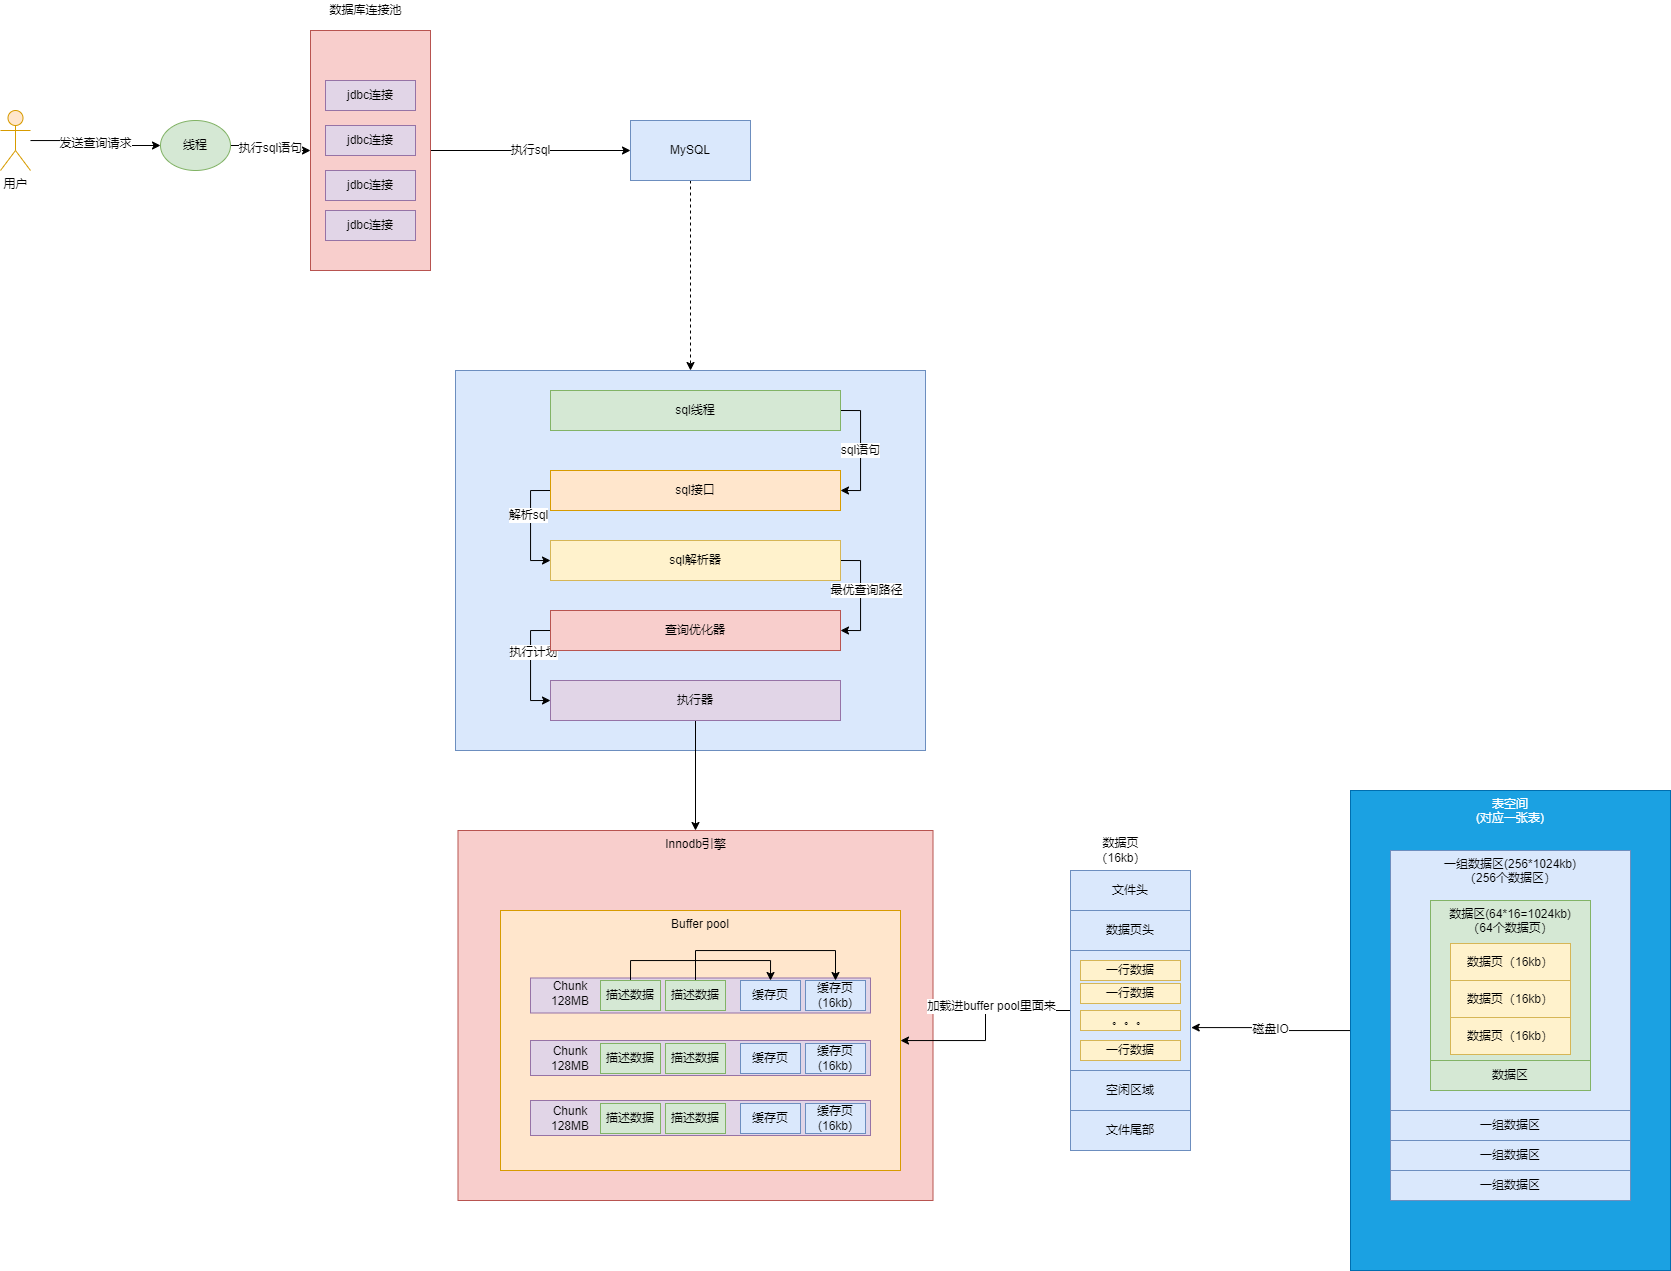 数据库连接池
jdbc连接
jdbc连接
jdbc连接
jdbc连接
用户
发送查询请求
线程
执行sql语句
执行sql
MySQL
sql线程
sql语句
sql接口
解析sql
sql解析器
最优查询路径
查询优化器
执行计划
执行器
Innodb引擎
Buffer pool
Chunk
128MB
描述数据
描述数据
缓存页
缓存页
(16kb)
Chunk
128MB
描述数据
描述数据
缓存页
缓存页
(16kb)
Chunk
128MB
描述数据
描述数据
缓存页
缓存页
(16kb)
加载进buffer pool里面来
数据页
（16kb）
文件头
数据页头
一行数据
一行数据
。。。
一行数据
空闲区域
文件尾部
磁盘IO
表空间
(对应一张表)
一组数据区(256*1024kb)
（256个数据区）
数据区(64*16=1024kb)
（64个数据页）
数据页（16kb）
数据页（16kb）
数据页（16kb）
数据区
一组数据区
一组数据区
一组数据区